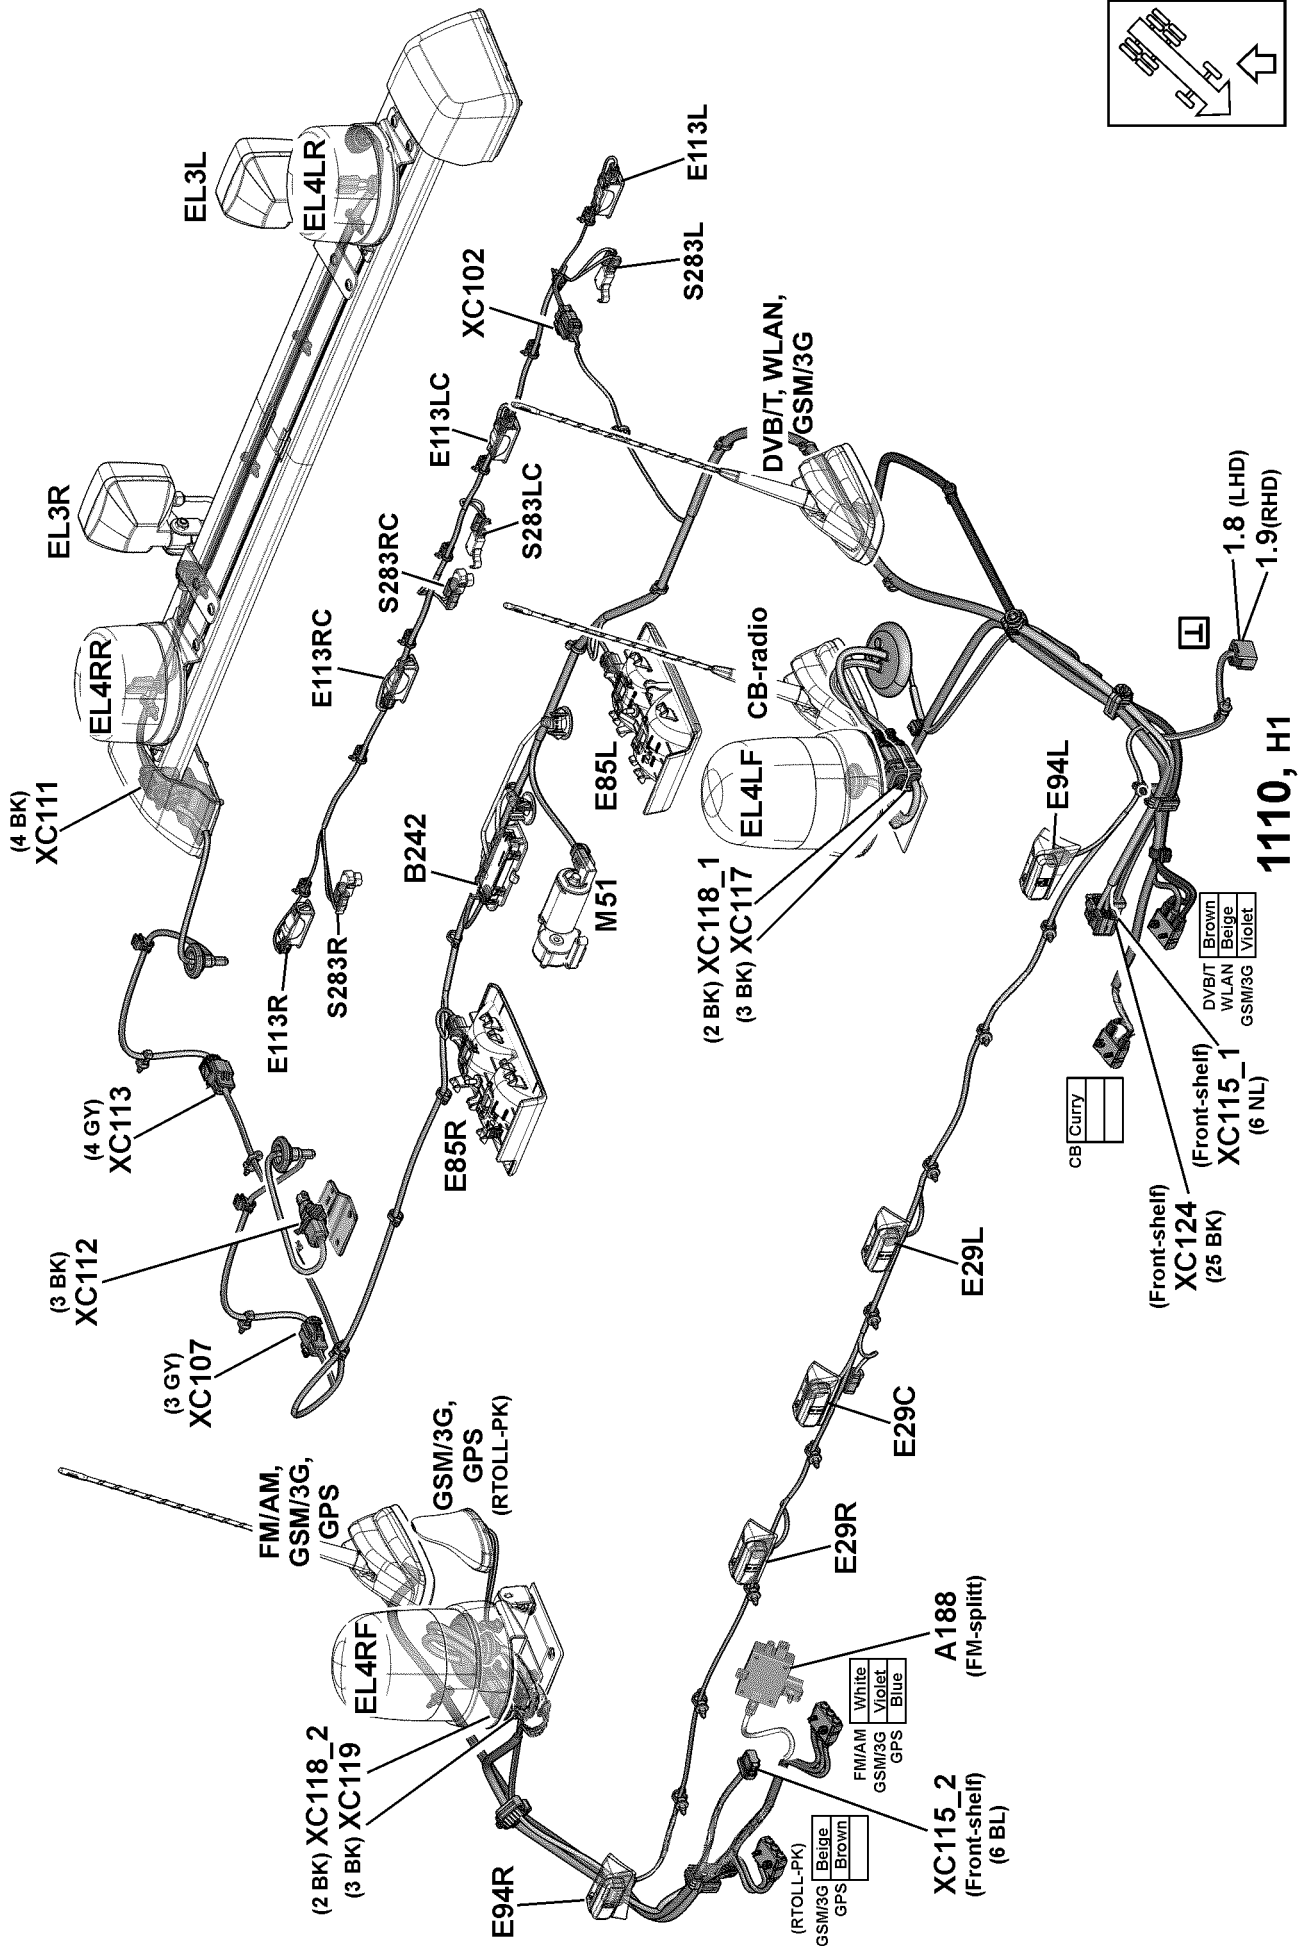 EL3L
EL4LR
EL3R
EL4RR
(4 BK)
XC111
E113L
S283L
XC102
E113LC
S283LC
S283RC
E113RC
S283R
E113R
(4 GY)
XC113
(3 BK)
XC112
(3 GY)
XC107
B242
M51
E85L
E85R
DVB/T, WLAN,
GSM/3G
CB-radio
EL4LF
(2 BK) XC118_1
(3 BK) XC117
E94L
1.8 (LHD)
1.9(RHD)
T
1110, H1
DVB/T Brown
WLAN Beige
GSM/3G Violet
CB Curry
(Front-shelf)
XC115_1
(6 NL)
(Front-shelf)
XC124
(25 BK)
E29L
E29C
E29R
FM/AM,
GSM/3G,
GPS
GSM/3G,
GPS
(RTOLL-PK)
EL4RF
(2 BK) XC118_2
(3 BK) XC119
E94R
A188
(FM-splitt)
FM/AM White
GSM/3G Violet
GPS Blue
XC115_2
(Front-shelf)
(6 BL)
(RTOLL-PK)
GSM/3G Beige
GPS Brown